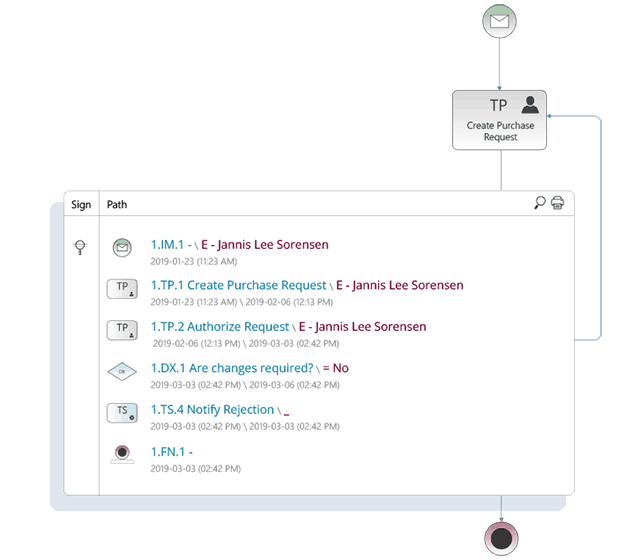 TP
Create Purchase
Request
Sign Path
1.IM.1 - \ E - Jannis Lee Sorensen
2019-01-23 (11:23 AM)
TP
1.TP.1 Create Purchase Request \ E - Jannis Lee Sorensen
2019-01-23 (11:23 AM) \ 2019-02-06 (12:13 PM)
TP
1.TP.2 Authorize Request \ E - Jannis Lee Sorensen
2019-02-06 (12:13 PM) \ 2019-03-03 (02:42 PM)
DX
1.DX.1 Are changes required? \ = No
2019-03-03 (02:42 PM) \ 2019-03-06 (02:42 PM)
TS
1.TS.4 Notify Rejection \ _
2019-03-03 (02:42 PM) \ 2019-03-03 (02:42 PM)
1.FN.1 -
2019-03-03 (02:42 PM)